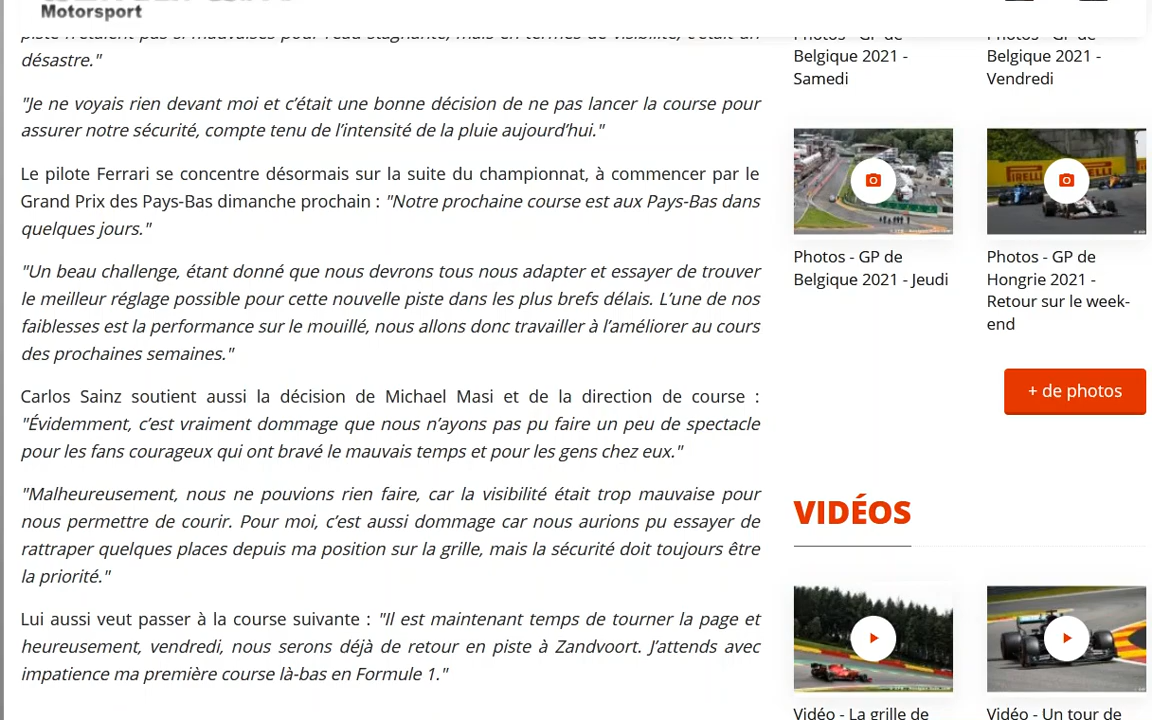 Motorsport
désastre."
"Je ne voyais rien devant moi et c’était une bonne décision de ne pas lancer la course pour
assurer notre sécurité, compte tenu de l’intensité de la pluie aujourd’hui."
Le pilote Ferrari se concentre désormais sur la suite du championnat, à commencer par le
Grand Prix des Pays-Bas dimanche prochain : "Notre prochaine course est aux Pays-Bas dans
quelques jours."
"Un beau challenge, étant donné que nous devrons tous nous adapter et essayer de trouver
le meilleur réglage possible pour cette nouvelle piste dans les plus brefs délais. L’une de nos
faiblesses est la performance sur le mouillé, nous allons donc travailler à l’améliorer au cours
des prochaines semaines."
Carlos Sainz soutient aussi la décision de Michael Masi et de la direction de course :
"Évidemment, c’est vraiment dommage que nous n’ayons pas pu faire un peu de spectacle
pour les fans courageux qui ont bravé le mauvais temps et pour les gens chez eux."
"Malheureusement, nous ne pouvions rien faire, car la visibilité était trop mauvaise pour
nous permettre de courir. Pour moi, c’est aussi dommage car nous aurions pu essayer de
rattraper quelques places depuis ma position sur la grille, mais la sécurité doit toujours être
la priorité."
Lui aussi veut passer à la course suivante : "Il est maintenant temps de tourner la page et
heureusement, vendredi, nous serons déjà de retour en piste à Zandvoort. J’attends avec
impatience ma première course là-bas en Formule 1."
Photos - GP de
Belgique 2021 -
Samedi
Photos - GP de
Belgique 2021 -
Vendredi
Photos - GP de
Belgique 2021 - Jeudi
PIRELLI
Photos - GP de
Hongrie 2021 -
Retour sur le week-
end
+ de photos
VIDÉOS
Vidéo - La grille de
Vidéo - Un tour de